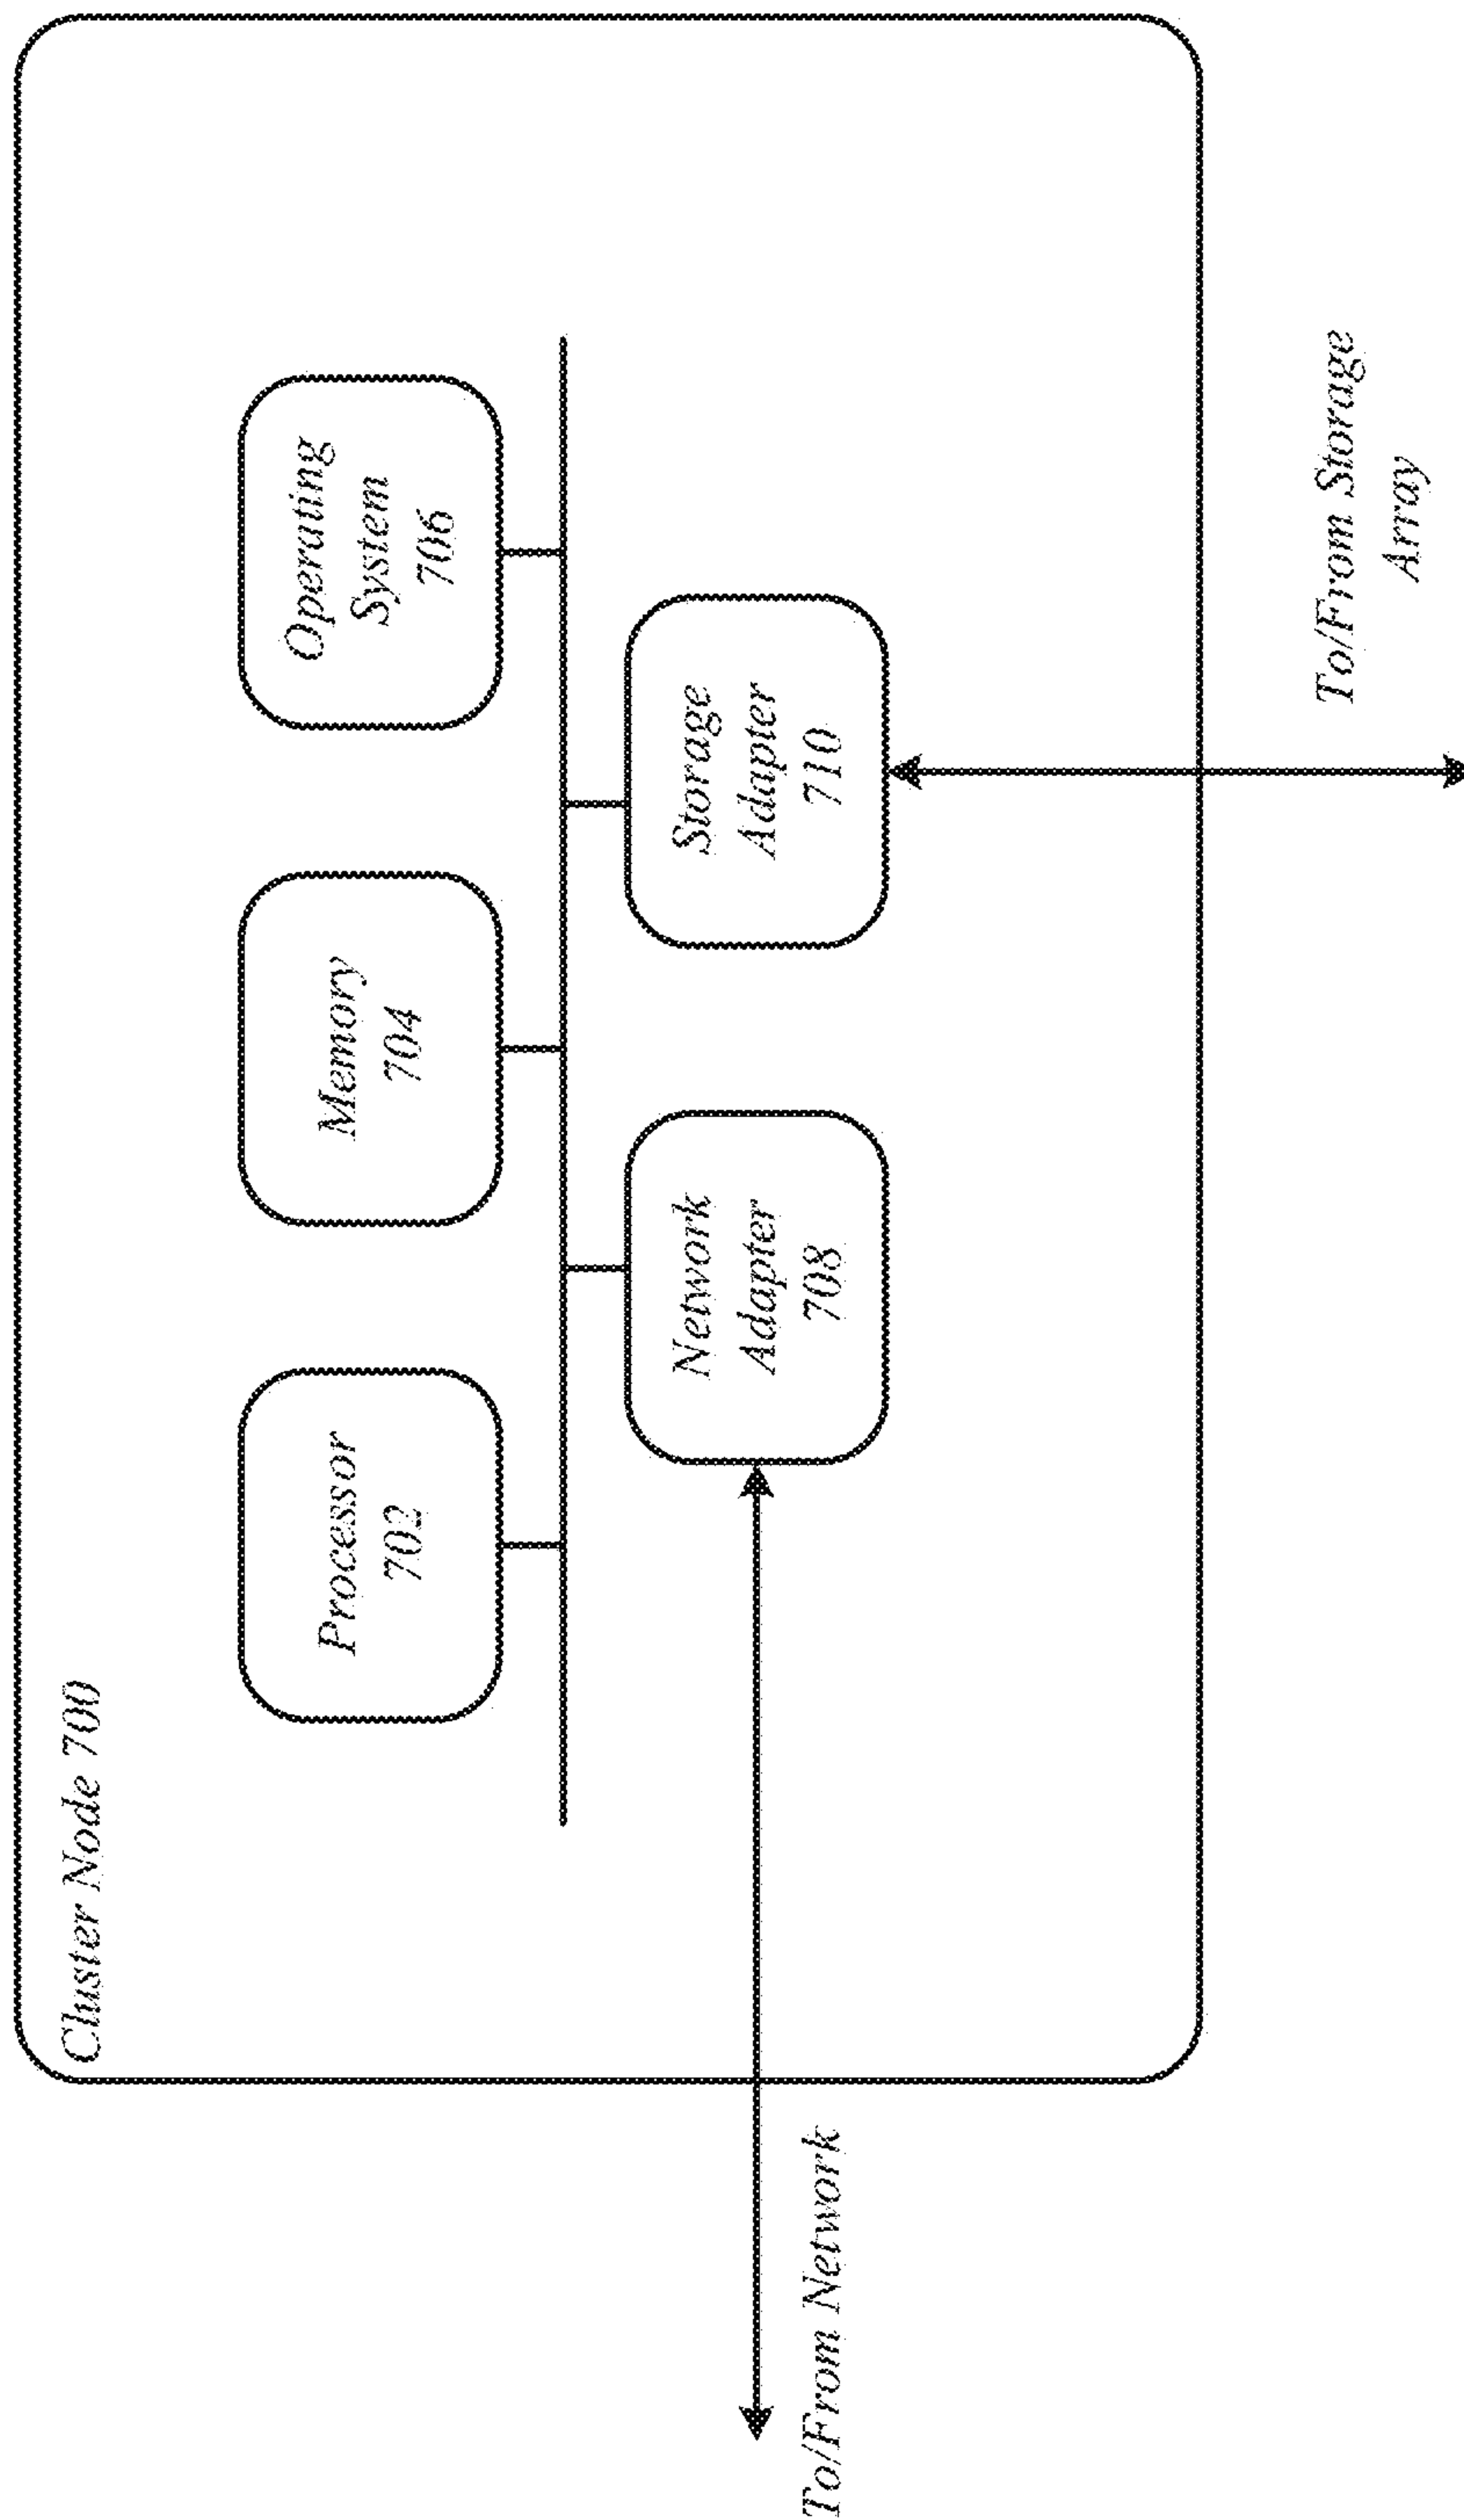 Cluster Node 700
Processor
702
Memory
704
Operating
System
706
Network
Adapter
708
Storage
Adapter
710
To/From Network
To/From Storage
Array